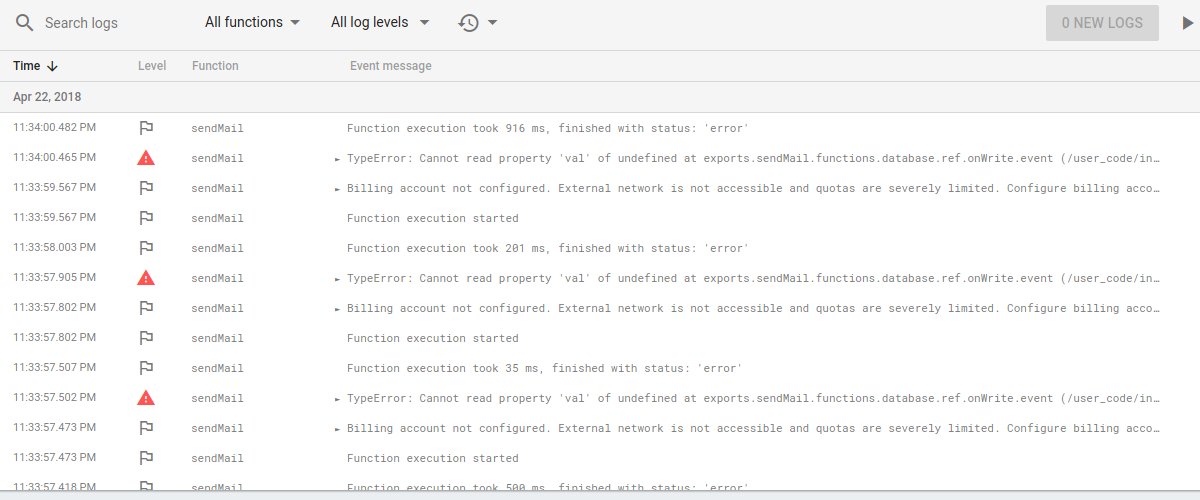 Search logs All functions All log levels 0 NEW LOGS
Time Level Function Event message
Apr 22, 2018
11:34:00.482 PM sendMail Function execution took 916 ms, finished with status: 'error'
11:34:00.465 PM sendMail ► TypeError: Cannot read property 'val' of undefined at exports.sendMail.functions.database.ref.onWrite.event (/user_code/in…
11:33:59.567 PM sendMail ► Billing account not configured. External network is not accessible and quotas are severely limited. Configure billing acco…
11:33:59.567 PM sendMail Function execution started
11:33:58.003 PM sendMail Function execution took 201 ms, finished with status: 'error'
11:33:57.905 PM sendMail ► TypeError: Cannot read property 'val' of undefined at exports.sendMail.functions.database.ref.onWrite.event (/user_code/in…
11:33:57.802 PM sendMail ► Billing account not configured. External network is not accessible and quotas are severely limited. Configure billing acco…
11:33:57.802 PM sendMail Function execution started
11:33:57.507 PM sendMail Function execution took 35 ms, finished with status: 'error'
11:33:57.502 PM sendMail ► TypeError: Cannot read property 'val' of undefined at exports.sendMail.functions.database.ref.onWrite.event (/user_code/in…
11:33:57.473 PM sendMail ► Billing account not configured. External network is not accessible and quotas are severely limited. Configure billing acco…
11:33:57.473 PM sendMail Function execution started
11:33:57.418 PM sendMail Function execution took 500 ms, finished with status: 'error'